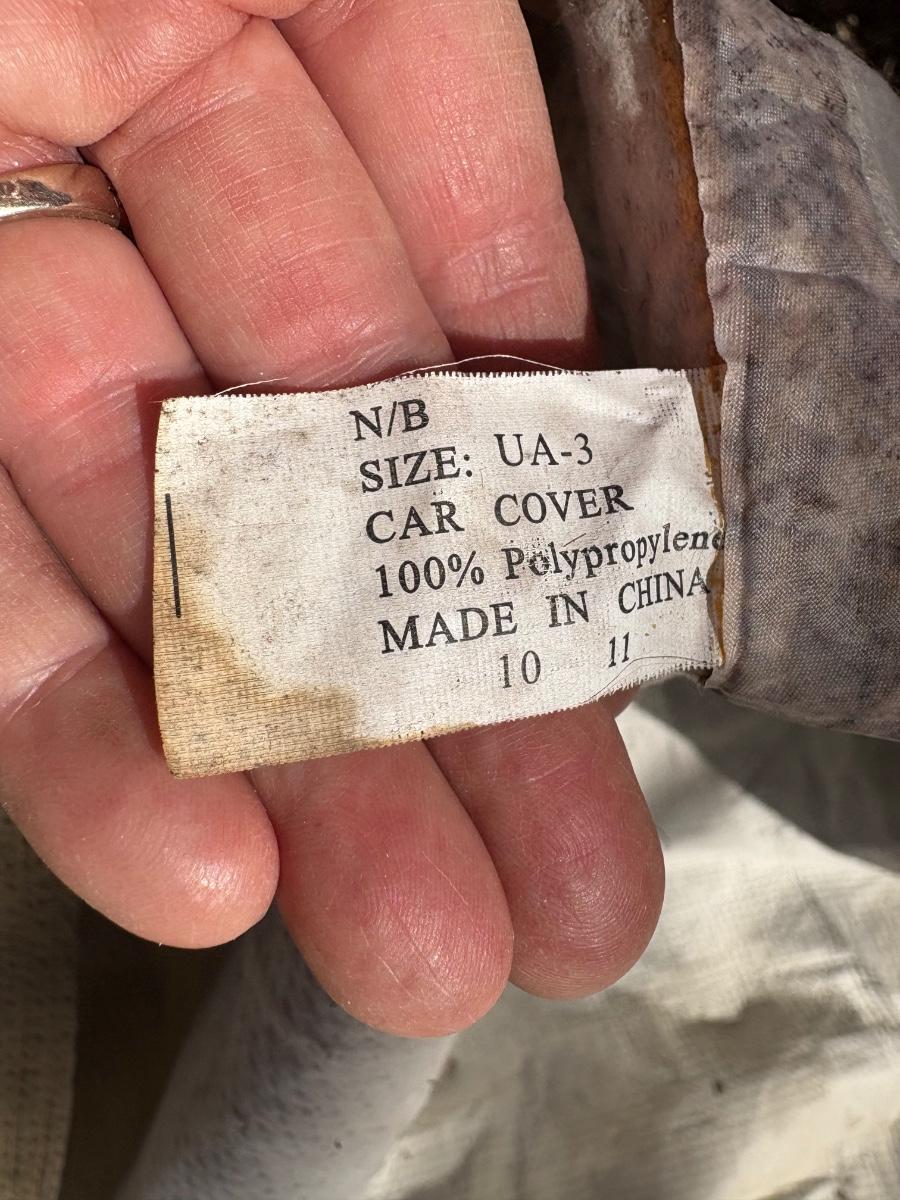 N/B
SIZE: UA-3
CAR COVER
100% Polypropylene
MADE IN CHINA
10 11